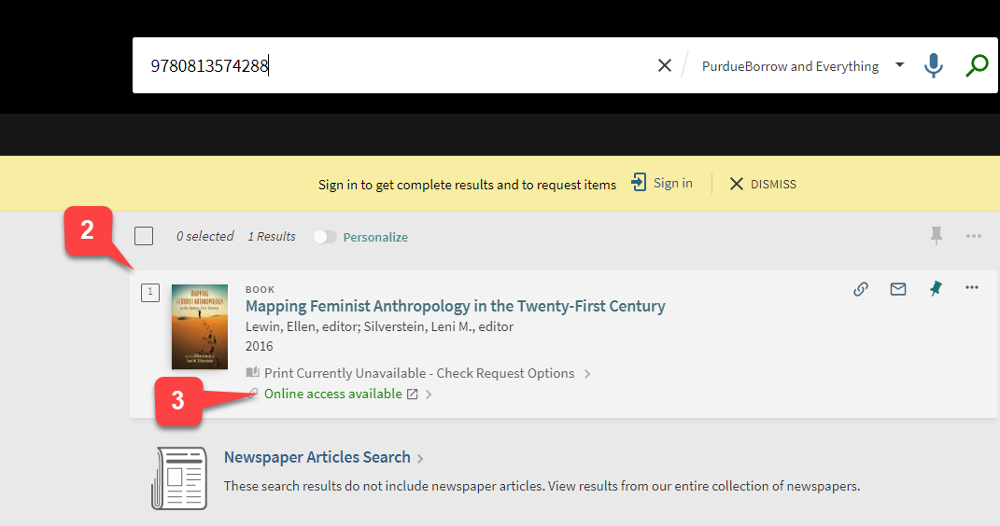 9780813574288
PurdueBorrow and Everything
Sign in to get complete results and to request items
Sign in
DISMISS
2
0 selected
1 Results
Personalize
1
BOOK
Mapping Feminist Anthropology in the Twenty-First Century
Lewin, Ellen, editor; Silverstein, Leni M., editor
2016
Print Currently Unavailable - Check Request Options
3
Online access available
Newspaper Articles Search
These search results do not include newspaper articles. View results from our entire collection of newspapers.
MAPPING
FEMINIST ANTHROPOLOGY